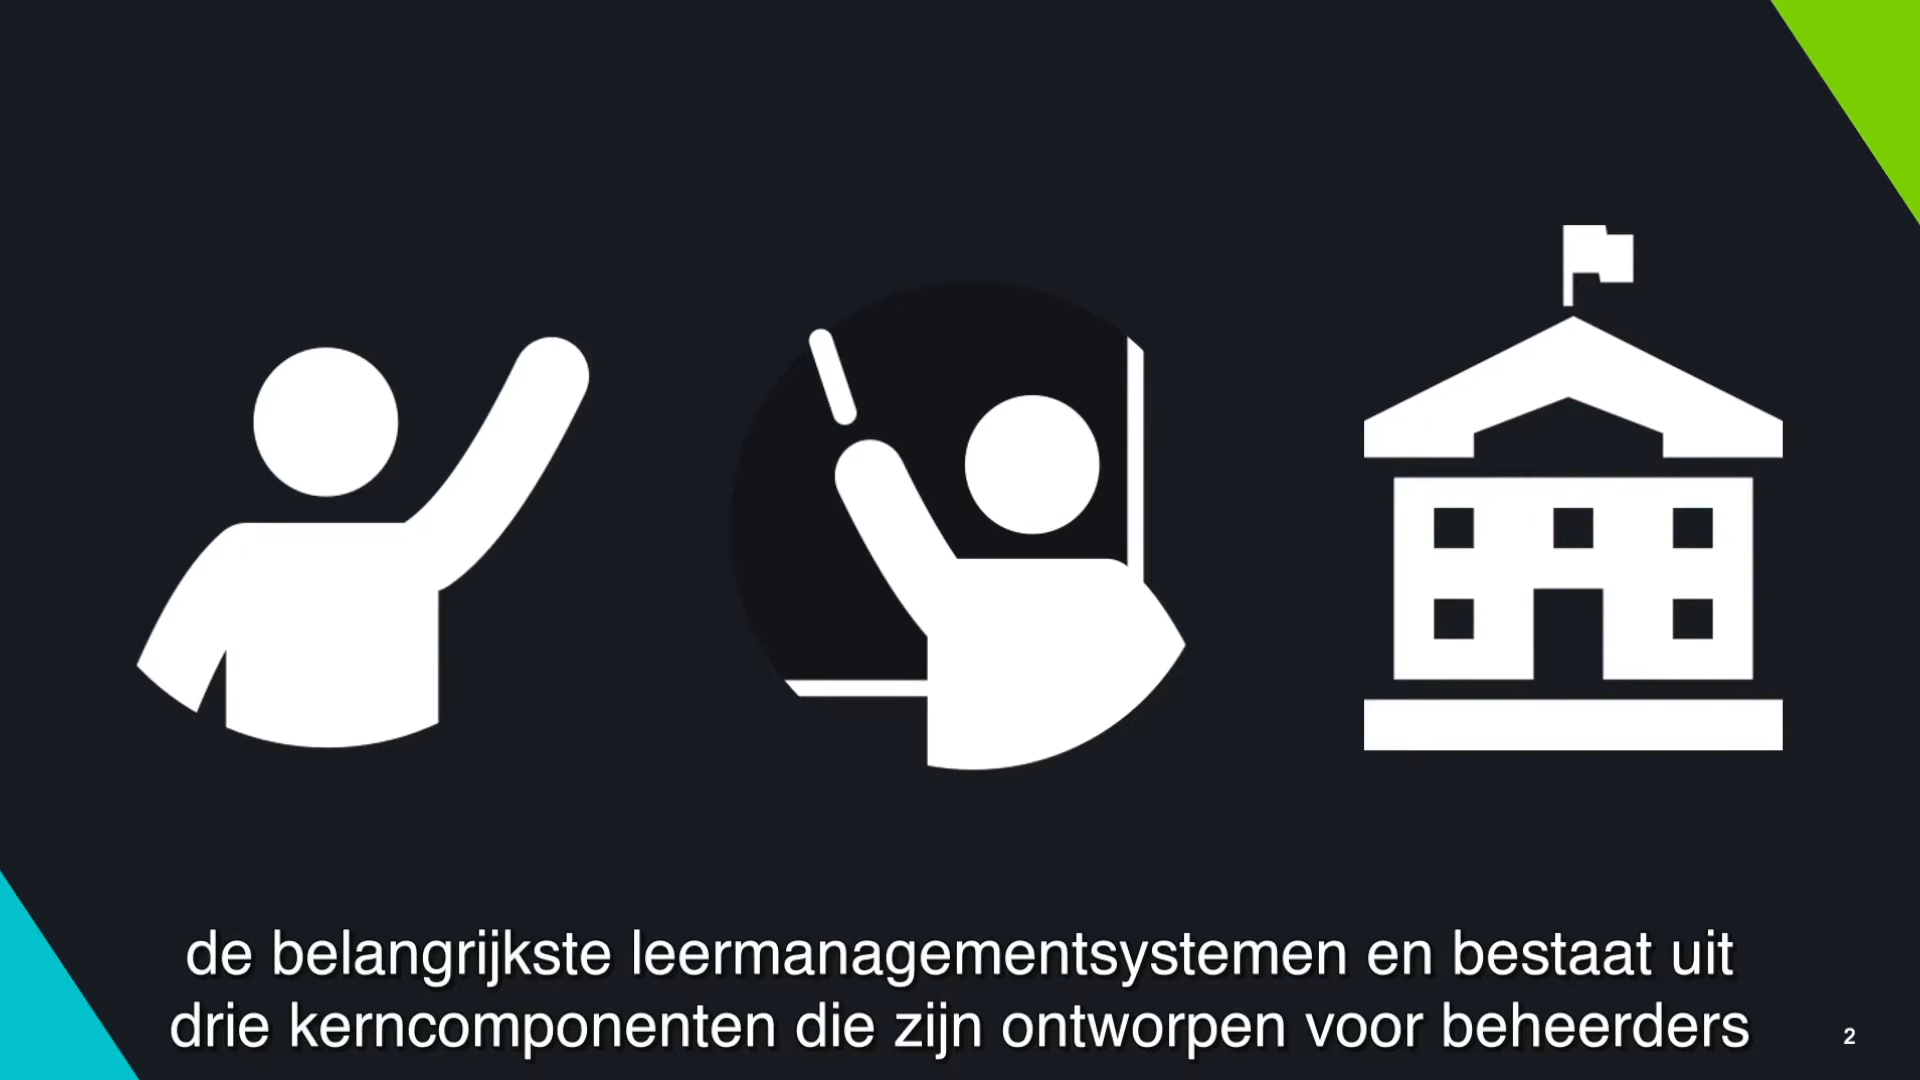 de belangrijkste leermanagementsystemen en bestaat uit
drie kerncomponenten die zijn ontworpen voor beheerders
2